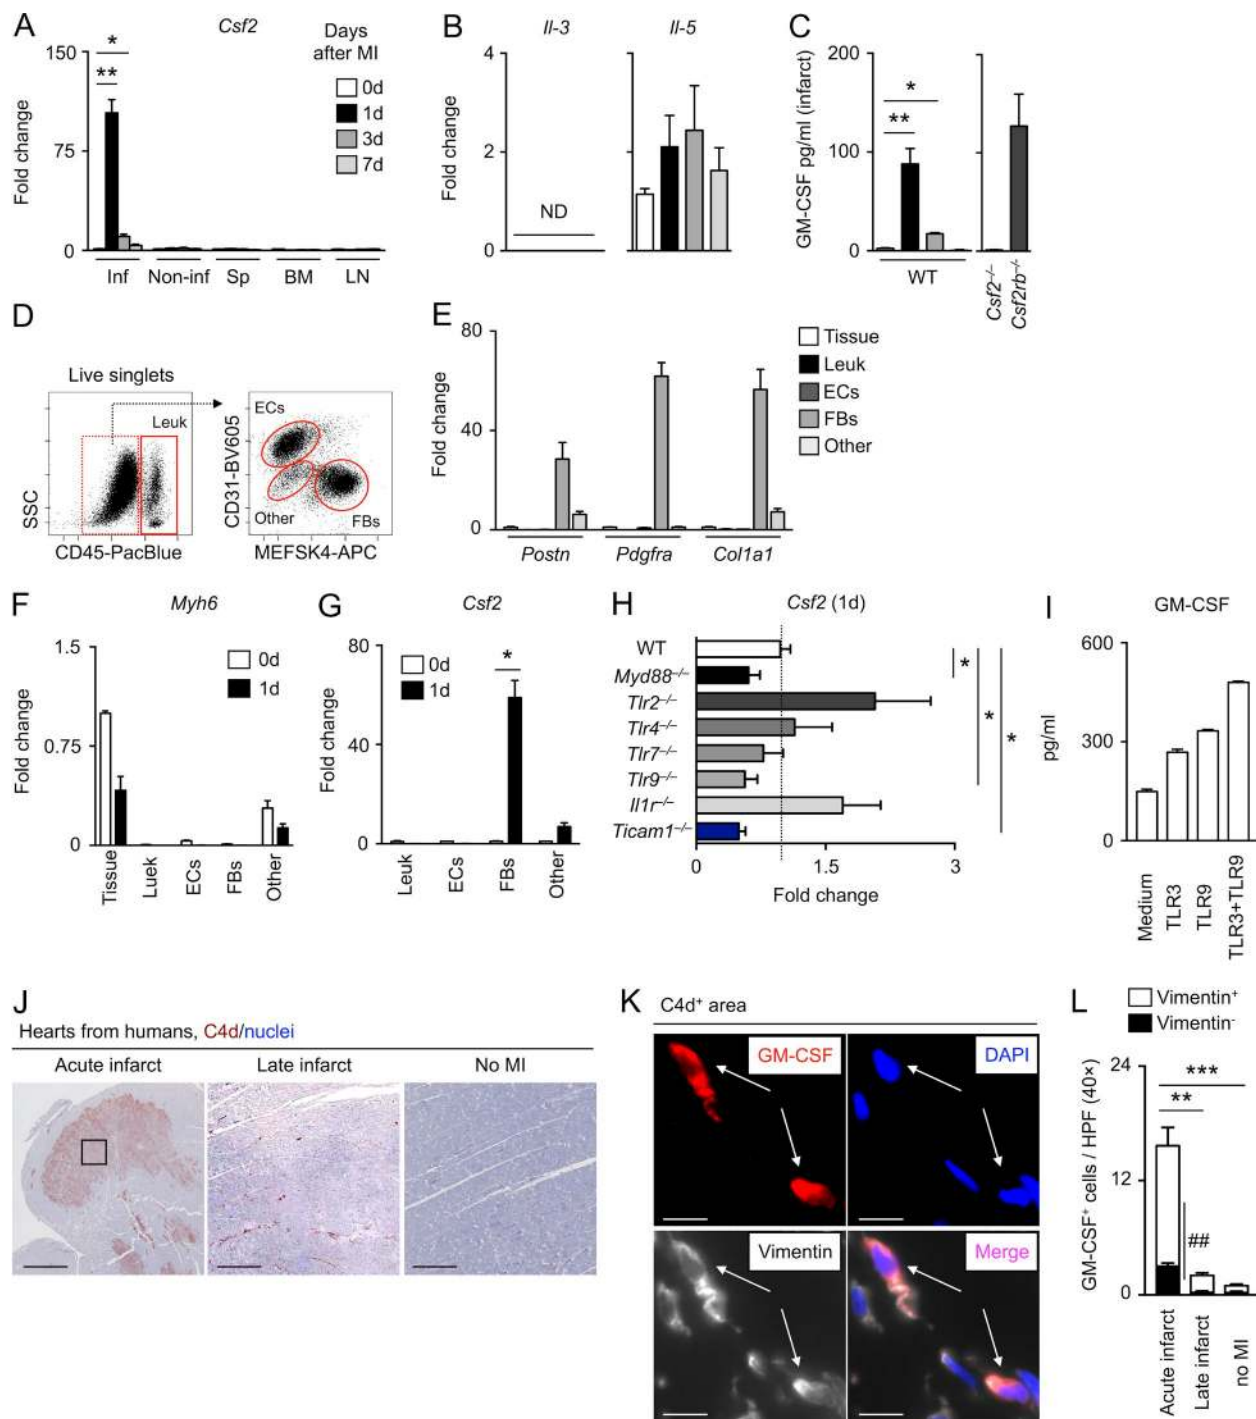 A
Csf2
Days
after MI
0d
1d
3d
7d
Fold change
150
75
0
*
**
Inf Non-inf Sp BM LN
B
Il-3
Il-5
Fold change
4
2
0
ND
C
GM-CSF pg/ml (infarct)
200
100
0
*
**
WT
Csf2–/–
Csf2rb–/–
D
Live singlets
Leuk
SSC
CD45-PacBlue
ECs
Other
FBs
CD31-BV605
MEFSK4-APC
E
Fold change
80
40
0
Tissue
Leuk
ECs
FBs
Other
Postn Pdgfra Col1a1
F
Myh6
0d
1d
Fold change
1.5
0.75
0
Tissue
Luek
ECs
FBs
Other
G
Csf2
0d
1d
*
Fold change
80
40
0
Leuk
ECs
FBs
Other
H
Csf2 (1d)
WT
Myd88–/–
Tlr2–/–
Tlr4–/–
Tlr7–/–
Tlr9–/–
Il1r–/–
Ticam1–/–
*
*
*
0 1.5 3
Fold change
I
GM-CSF
pg/ml
600
300
0
Medium
TLR3
TLR9
TLR3+TLR9
J
Hearts from humans, C4d/nuclei
Acute infarct Late infarct No MI
K
C4d+ area
GM-CSF
DAPI
Vimentin
Merge
L
Vimentin+
Vimentin-
GM-CSF+ cells / HPF (40×)
24
12
0
***
**
##
Acute infarct
Late infarct
no MI